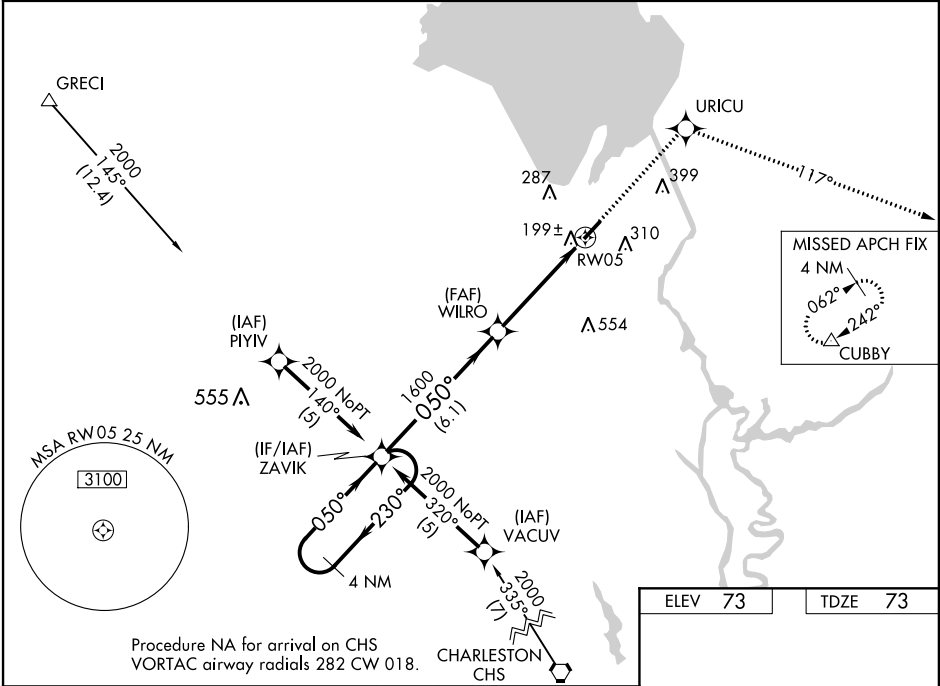 GRECI
2000
145°
(12.4)
URICU
117°
287
399
199±
310
RW05
MISSED APCH FIX
4 NM
062°
242°
CUBBY
(FAF)
WILRO
554
(IAF)
PIYIV
2000 NoPT
140°
(5)
555
1600
050°
(6.1)
MSA RW05 25 NM
3100
(IF/IAF)
ZAVIK
050°
230°
4 NM
2000 NoPT
320°
(5)
(IAF)
VACUV
2000
335°
(7)
CHARLESTON
CHS
Procedure NA for arrival on CHS
VORTAC airway radials 282 CW 018.
ELEV 73
TDZE 73